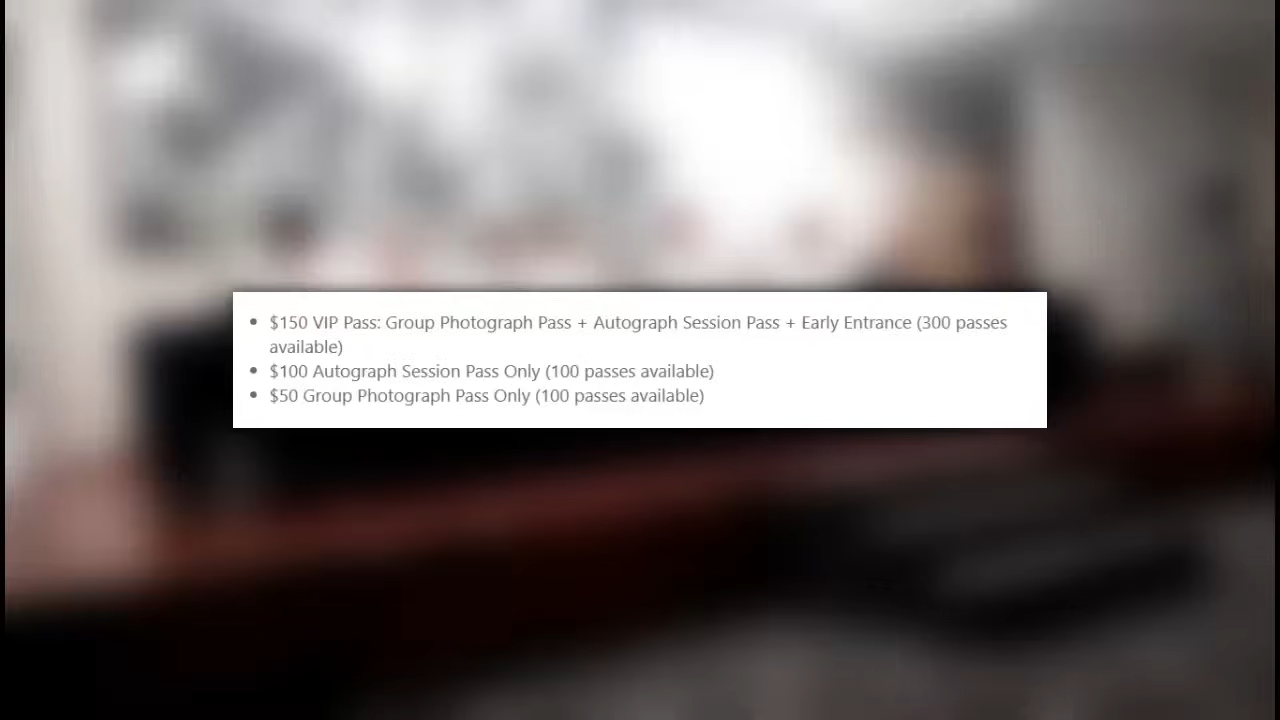 • $150 VIP Pass: Group Photograph Pass + Autograph Session Pass + Early Entrance (300 passes
available)
• $100 Autograph Session Pass Only (100 passes available)
• $50 Group Photograph Pass Only (100 passes available)